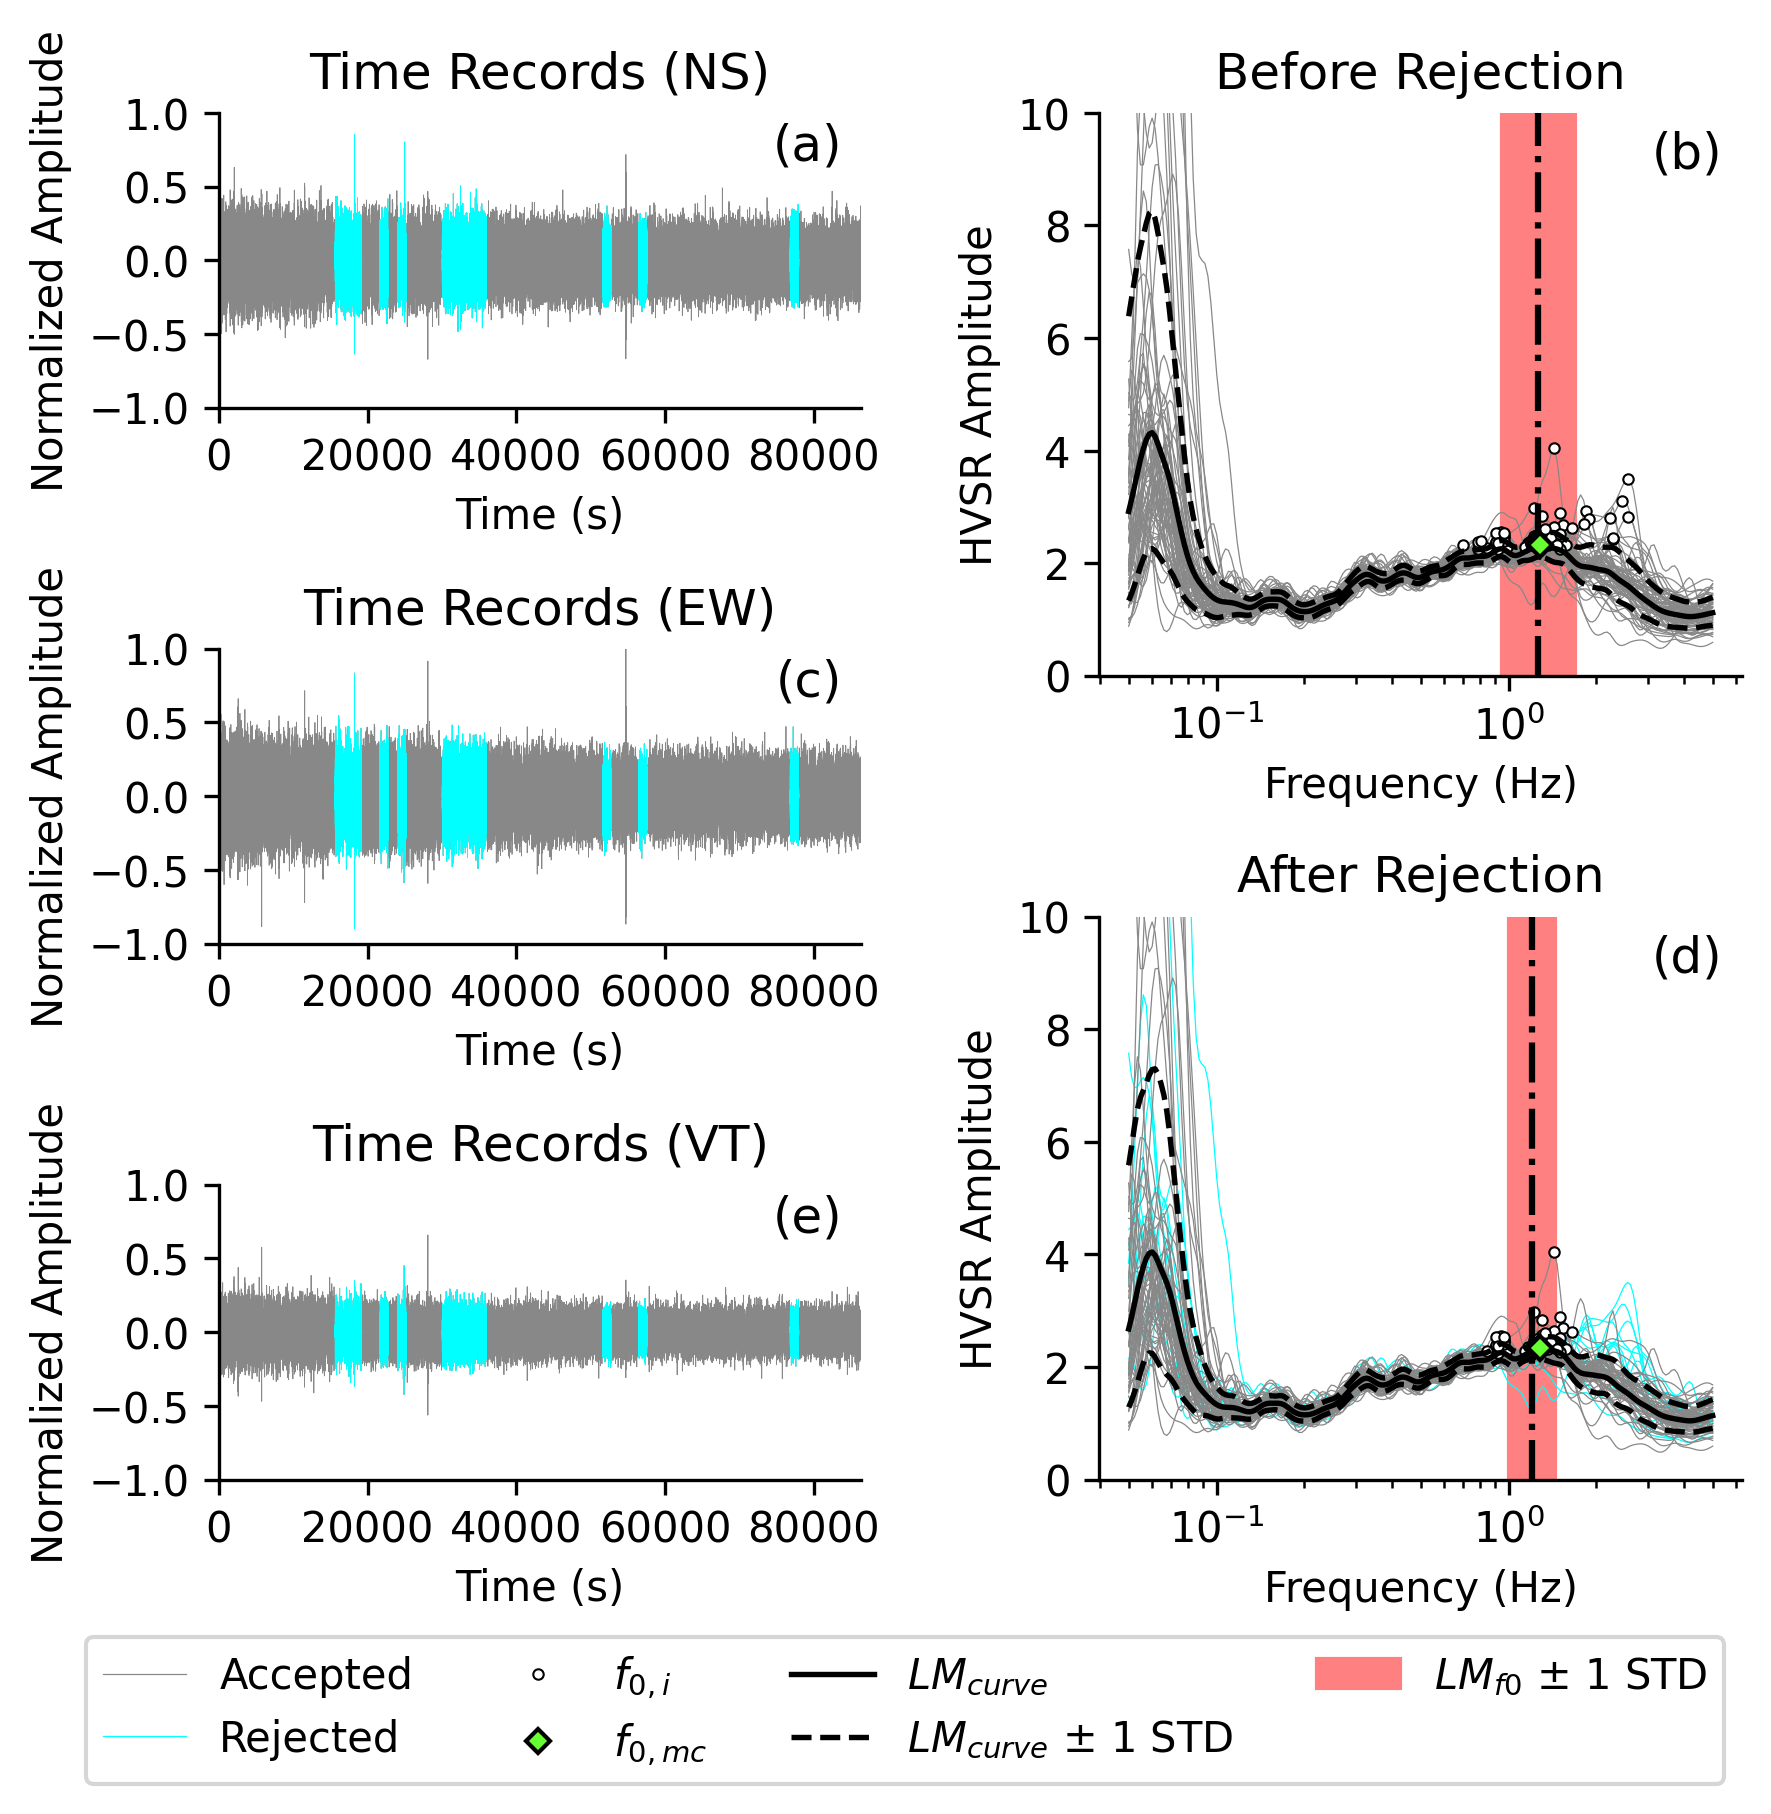 Time Records (NS)
(a)
Normalized Amplitude
1.0
0.5
0.0
−0.5
−1.0
0 20000 40000 60000 80000
Time (s)
Before Rejection
(b)
HVSR Amplitude
10
8
6
4
2
0
10⁻¹ 10⁰
Frequency (Hz)
Time Records (EW)
(c)
Normalized Amplitude
1.0
0.5
0.0
−0.5
−1.0
0 20000 40000 60000 80000
Time (s)
After Rejection
(d)
HVSR Amplitude
10
8
6
4
2
0
10⁻¹ 10⁰
Frequency (Hz)
Time Records (VT)
(e)
Normalized Amplitude
1.0
0.5
0.0
−0.5
−1.0
0 20000 40000 60000 80000
Time (s)
Accepted
Rejected
f0,i
f0,mc
LMcurve
LMcurve ± 1 STD
LMf0 ± 1 STD